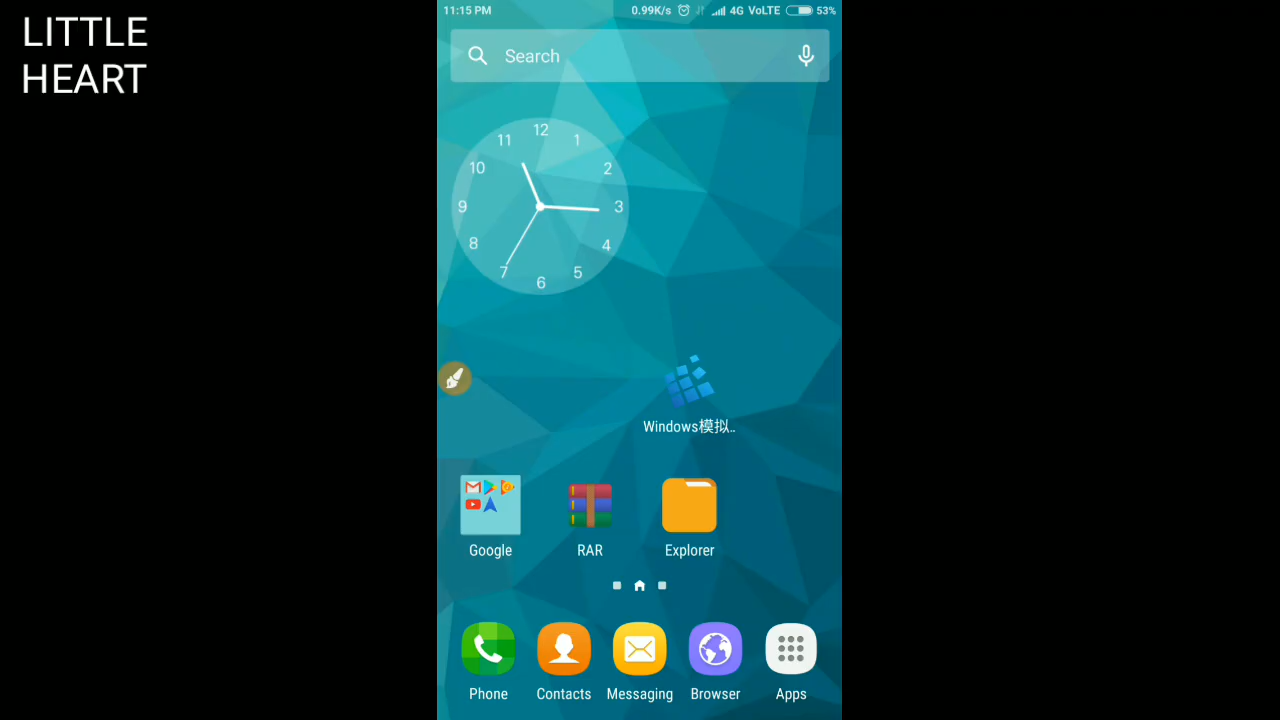 LITTLE
HEART
11:15 PM 0.99K/s 4G VoLTE 53%
Search
12
11 1
10 2
9 3
8 4
7 5
6
Windows模拟..
Google RAR Explorer
Phone Contacts Messaging Browser Apps